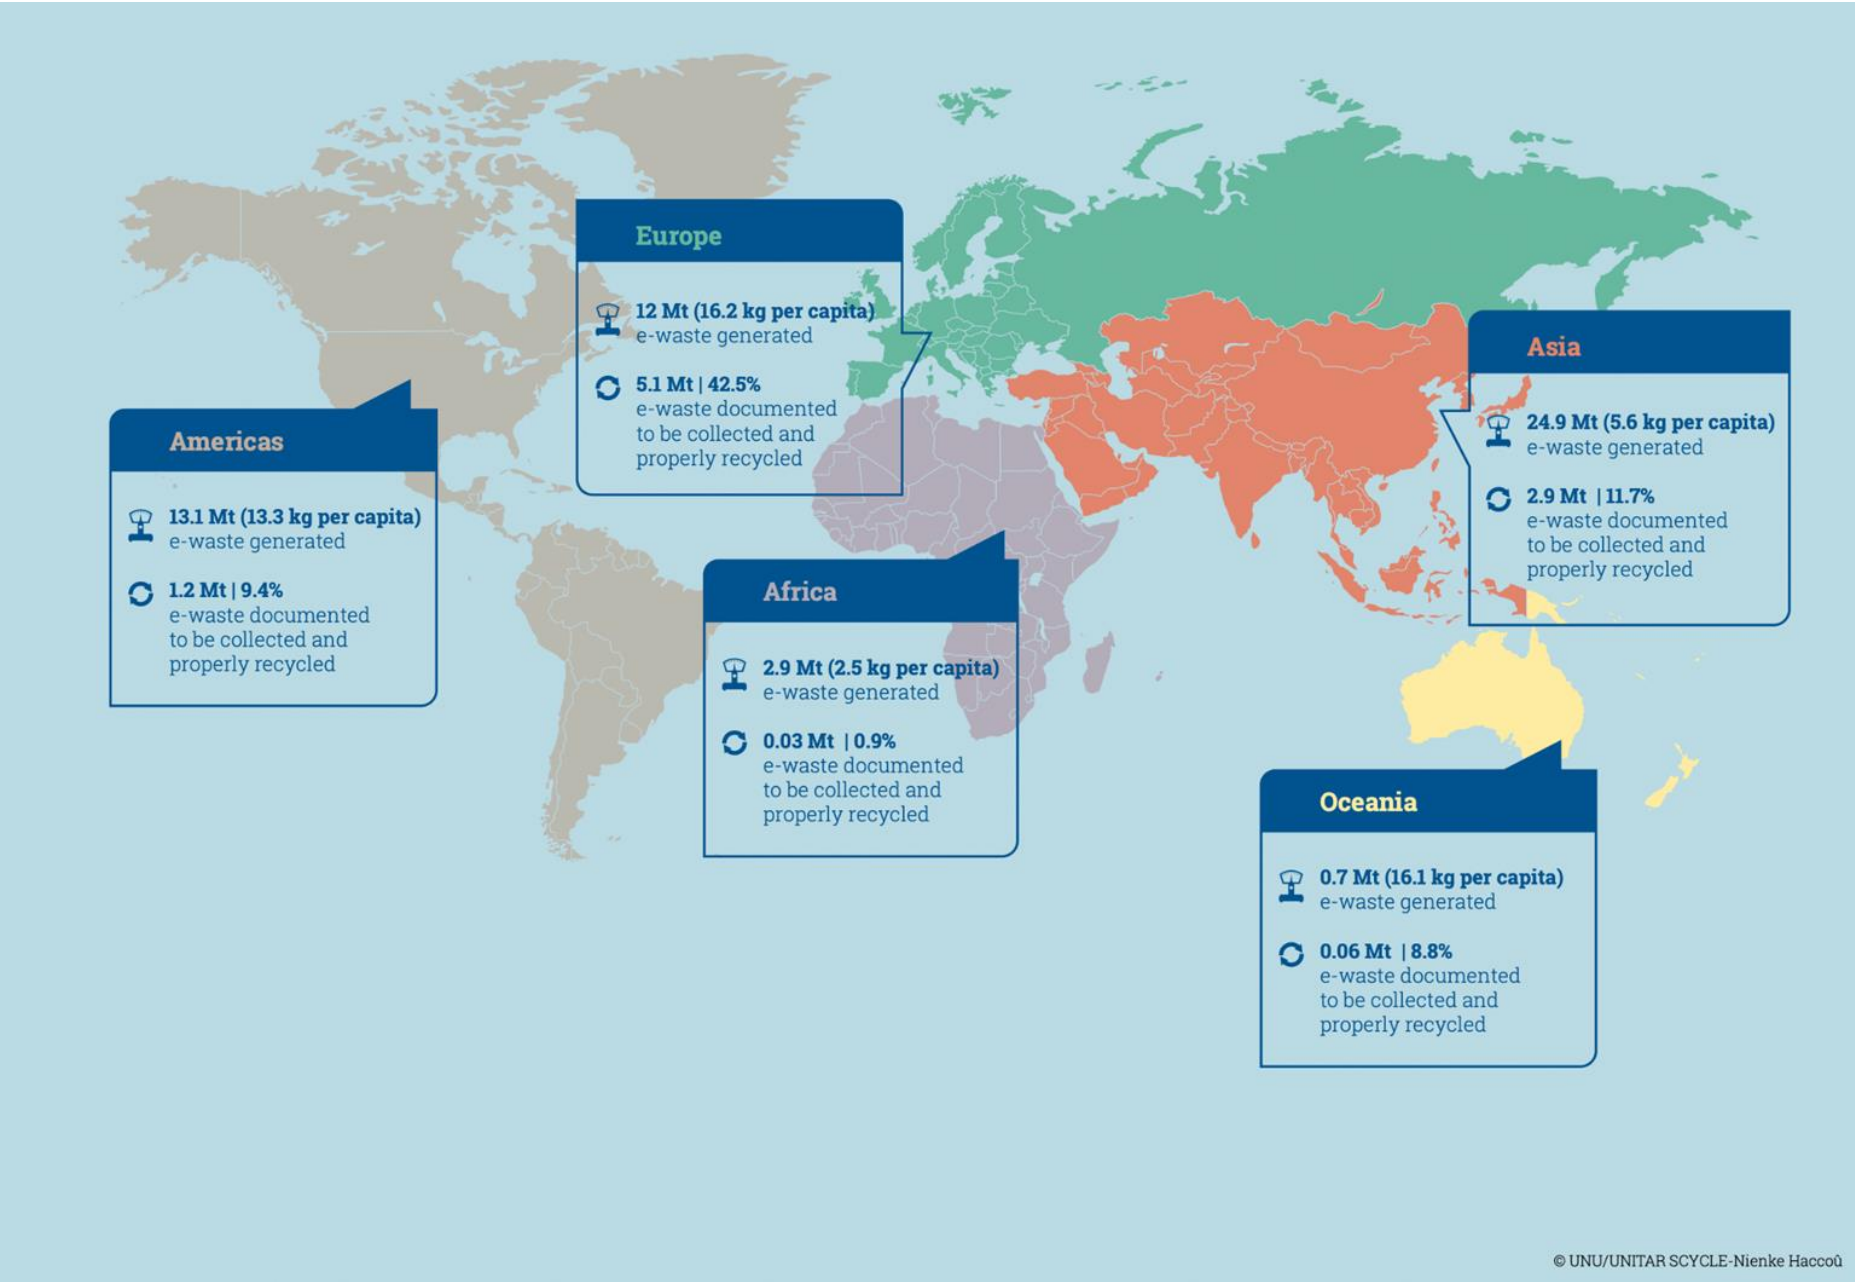 Europe
12 Mt (16.2 kg per capita)
e-waste generated
5.1 Mt | 42.5%
e-waste documented
to be collected and
properly recycled
Asia
24.9 Mt (5.6 kg per capita)
e-waste generated
2.9 Mt | 11.7%
e-waste documented
to be collected and
properly recycled
Americas
13.1 Mt (13.3 kg per capita)
e-waste generated
1.2 Mt | 9.4%
e-waste documented
to be collected and
properly recycled
Africa
2.9 Mt (2.5 kg per capita)
e-waste generated
0.03 Mt | 0.9%
e-waste documented
to be collected and
properly recycled
Oceania
0.7 Mt (16.1 kg per capita)
e-waste generated
0.06 Mt | 8.8%
e-waste documented
to be collected and
properly recycled
© UNU/UNITAR SCYCLE-Nienke Haccoû